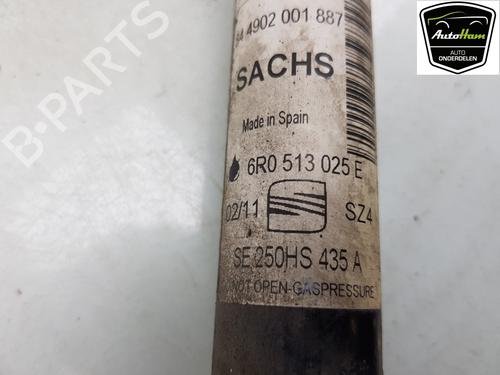 4902 001 887
SACHS
Made in Spain
6R0 513 025 E
02/11
SZ4
SE 250HS 435 A
NOT OPEN-GASPRESSURE
B-PARTS
AutoHam
AUTO
ONDERDELEN